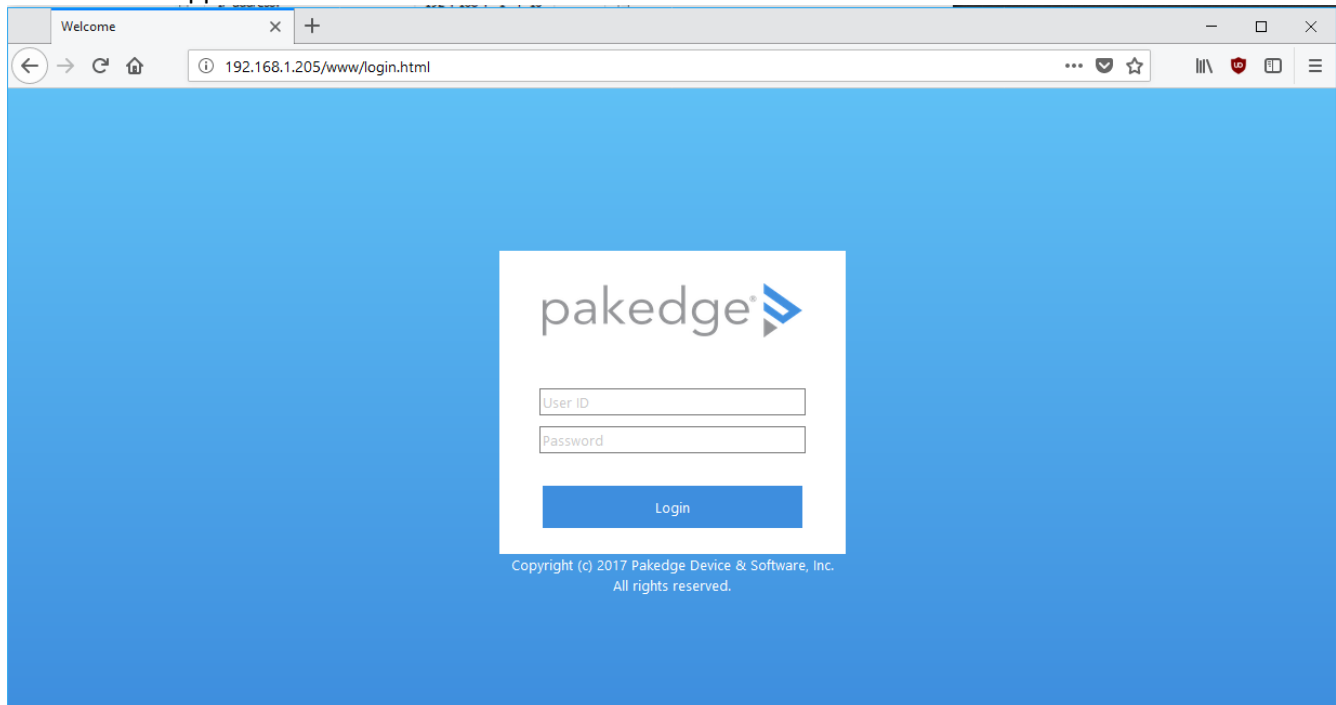 Welcome
192.168.1.205/www/login.html
pakedge®
User ID
Password
Login
Copyright (c) 2017 Pakedge Device & Software, Inc.
All rights reserved.